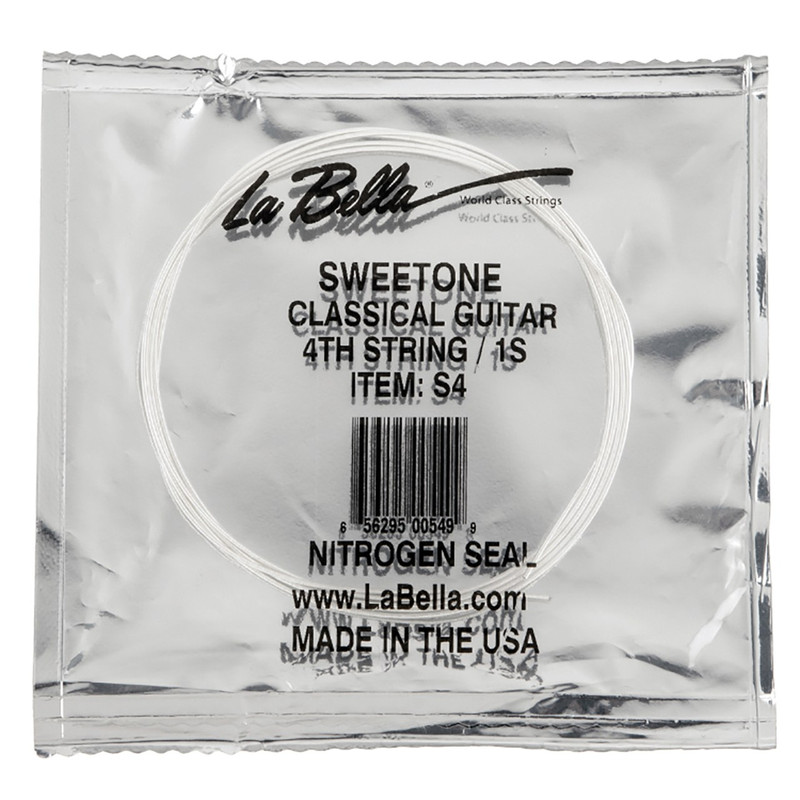 La Bella® World Class Strings
SWEETONE
CLASSICAL GUITAR
4TH STRING / 1S
ITEM: S4
6 56295 00549 9
NITROGEN SEAL
www.LaBella.com
MADE IN THE USA